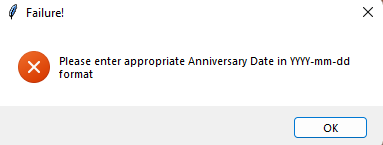 Failure!
Please enter appropriate Anniversary Date in YYYY-mm-dd
format
OK